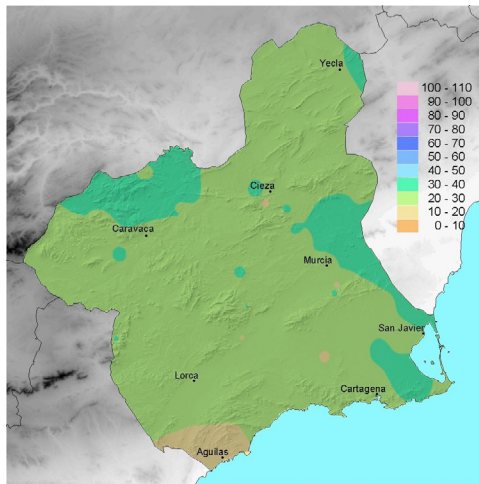 Yecla
100 - 110
90 - 100
80 - 90
70 - 80
60 - 70
50 - 60
40 - 50
30 - 40
20 - 30
10 - 20
0 - 10
Cieza
Caravaca
Murcia
San Javier
Lorca
Cartagena
Aguilas